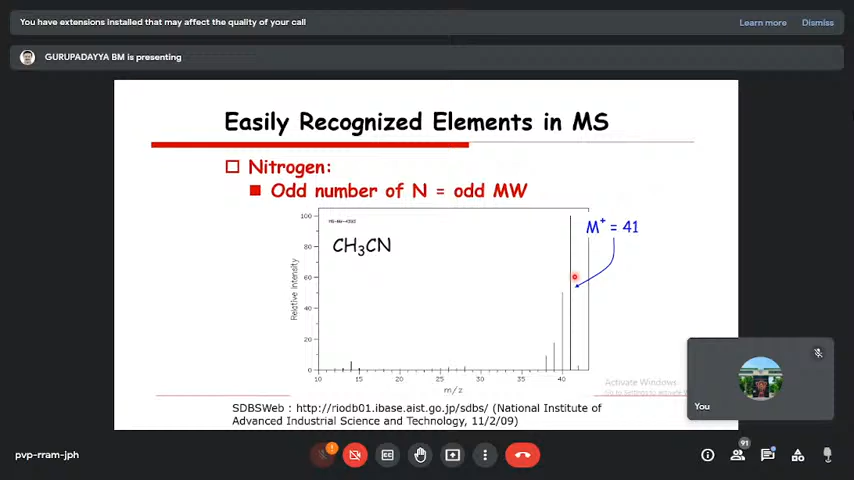 You have extensions installed that may affect the quality of your call
Learn more
Dismiss
GURUPADAYYA BM is presenting
Easily Recognized Elements in MS
Nitrogen:
Odd number of N = odd MW
100
80
60
40
20
0
Relative Intensity
CH₃CN
M⁺ = 41
10 15 20 25 30 35 40
m/z
Activate Windows
SDBSWeb : http://riodb01.ibase.aist.go.jp/sdbs/ (National Institute of
Advanced Industrial Science and Technology, 11/2/09)
You
pvp-rram-jph
91